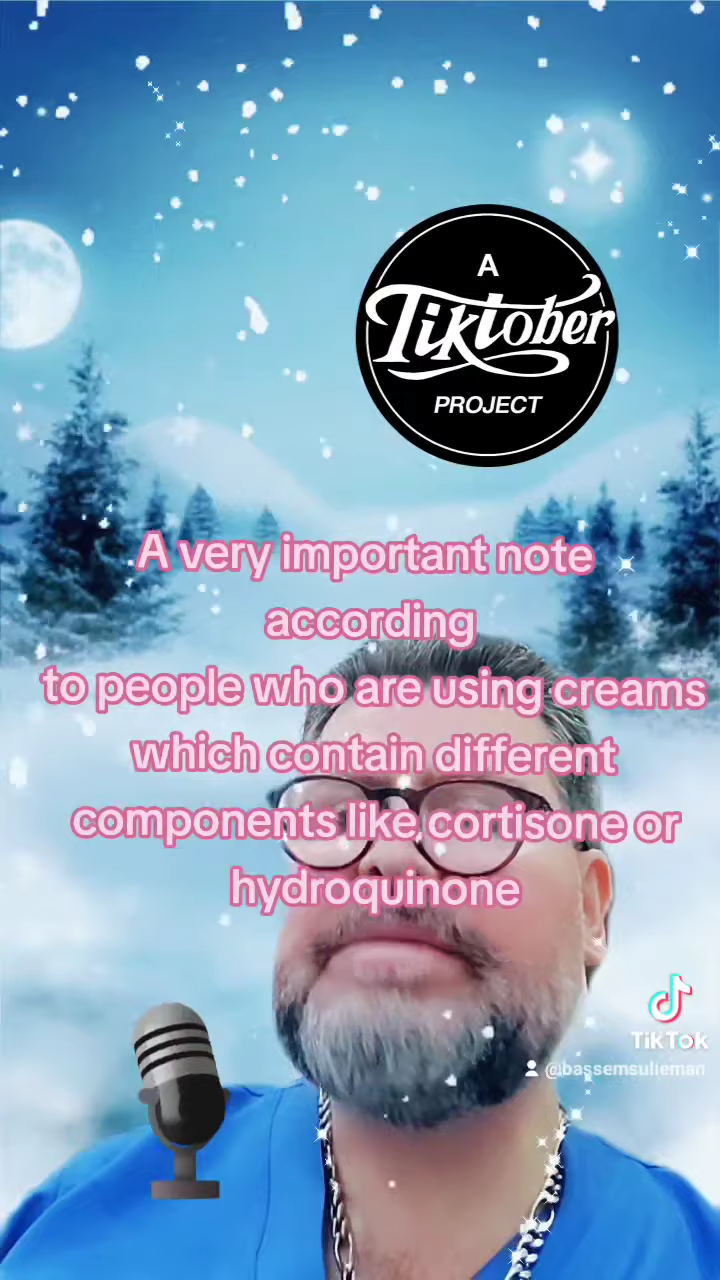 A
Tiktober
PROJECT
A very important note
according
to people who are using creams
which contain different
components like cortisone or
hydroquinone
TikTok
@bassemsulieman